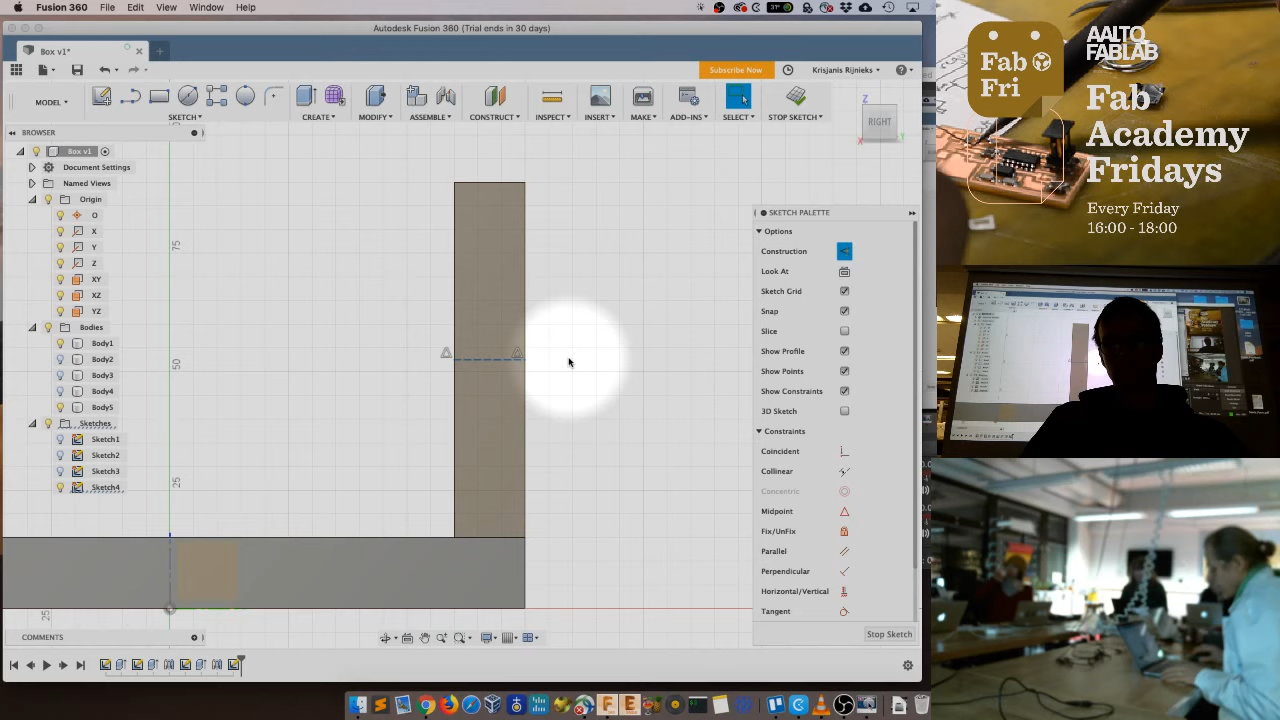 Fusion 360 File Edit View Window Help 31°
Autodesk Fusion 360 (Trial ends in 30 days)
Box v1*
Subscribe Now Krisjanis Rijnieks
MODEL SKETCH CREATE MODIFY ASSEMBLE CONSTRUCT INSPECT INSERT MAKE ADD-INS SELECT STOP SKETCH
BROWSER
Box v1
Document Settings
Named Views
Origin
O
X
Y
Z
XY
XZ
YZ
Bodies
Body1
Body2
Body3
Body4
Body5
Sketches
Sketch1
Sketch2
Sketch3
Sketch4
75
50
25
25
Z
RIGHT
X
Y
SKETCH PALETTE
Options
Construction
Look At
Sketch Grid
Snap
Slice
Show Profile
Show Points
Show Constraints
3D Sketch
Constraints
Coincident
Collinear
Concentric
Midpoint
Fix/UnFix
Parallel
Perpendicular
Horizontal/Vertical
Tangent
Stop Sketch
COMMENTS
Fab
Fri
AALTO
FABLAB
Fab
Academy
Fridays
Every Friday
16:00 - 18:00